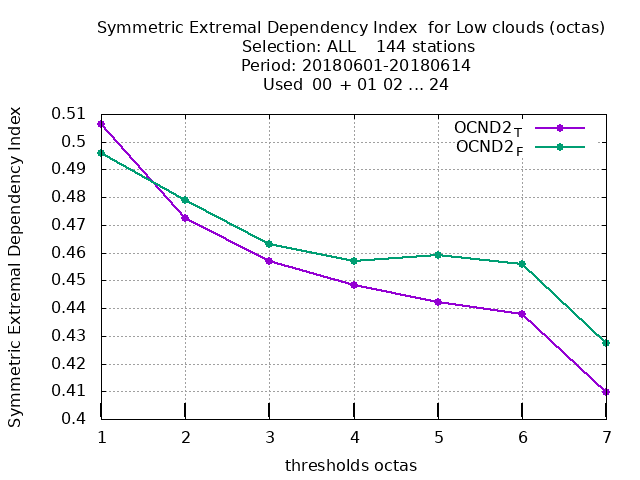 Symmetric Extremal Dependency Index  for Low clouds (octas)
Selection: ALL    144 stations
Period: 20180601-20180614
Used  00 + 01 02 ... 24
OCND2T
OCND2F
Symmetric Extremal Dependency Index
0.51
0.5
0.49
0.48
0.47
0.46
0.45
0.44
0.43
0.42
0.41
0.4
1 2 3 4 5 6 7
thresholds octas